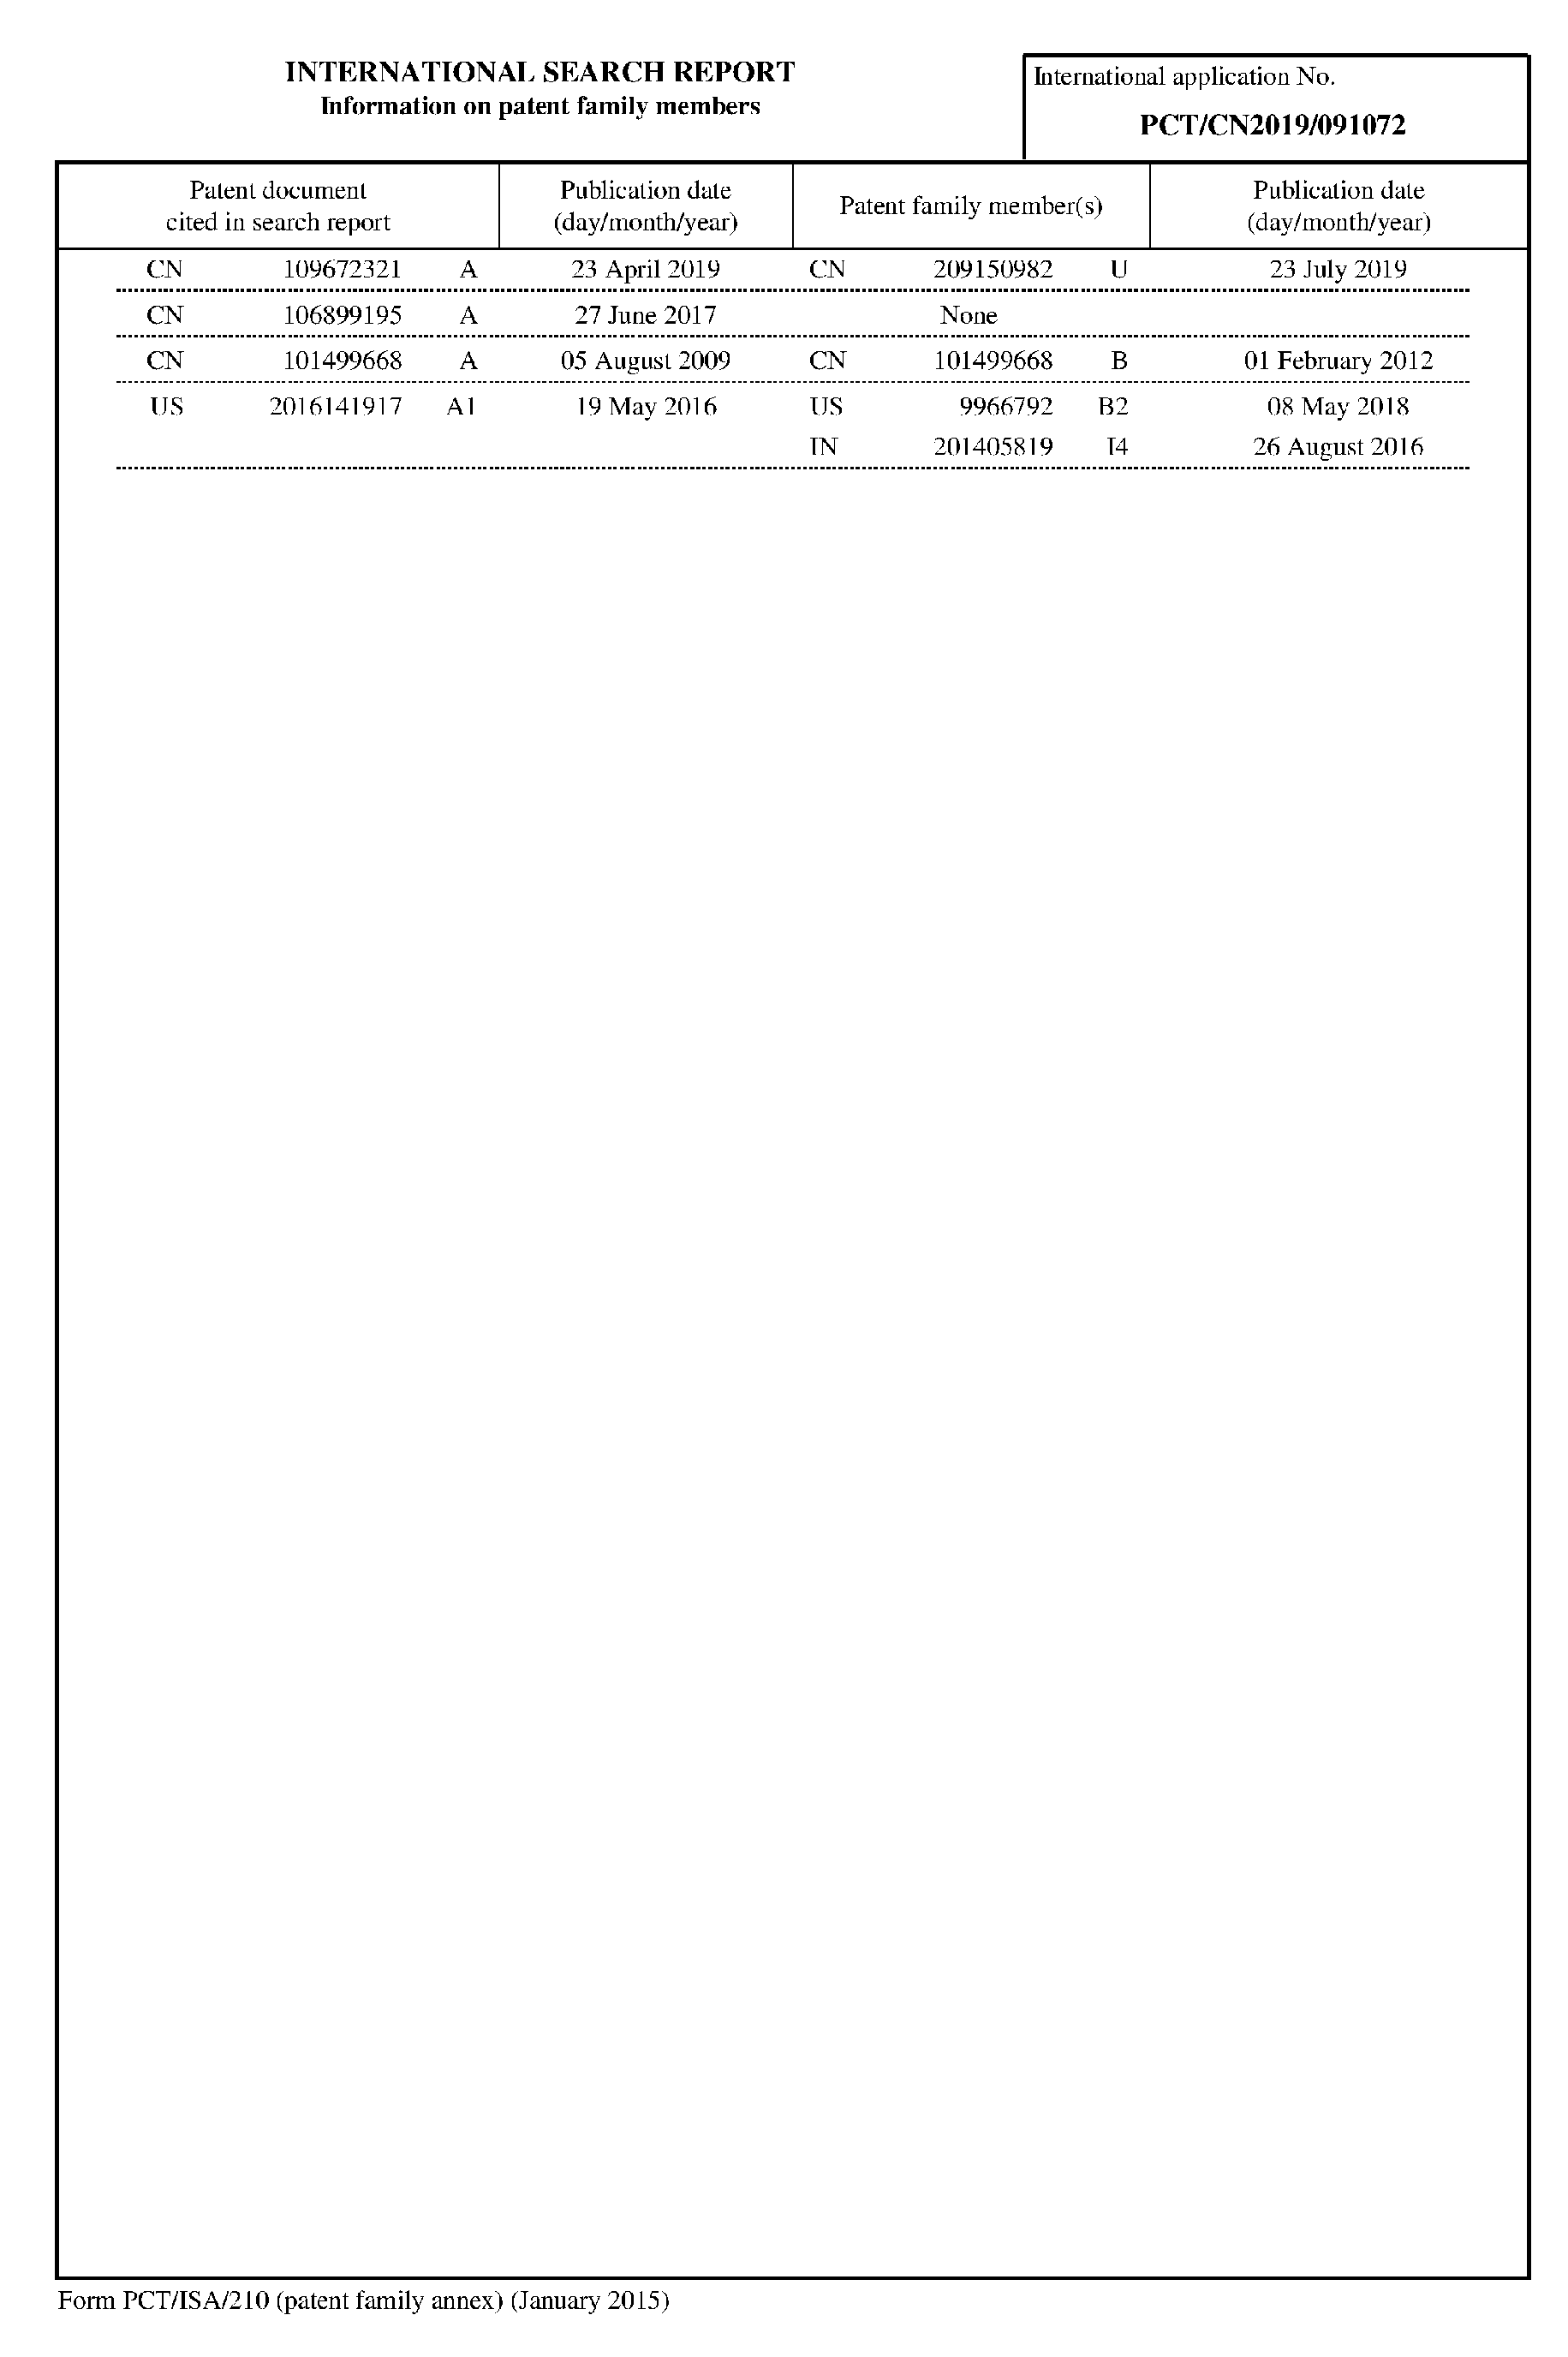 INTERNATIONAL SEARCH REPORT
Information on patent family members
International application No.
PCT/CN2019/091072
Patent document
cited in search report
Publication date
(day/month/year)
Patent family member(s)
Publication date
(day/month/year)
CN 109672321 A 23 April 2019 CN 209150982 U 23 July 2019
CN 106899195 A 27 June 2017 None
CN 101499668 A 05 August 2009 CN 101499668 B 01 February 2012
US 2016141917 A1 19 May 2016 US 9966792 B2 08 May 2018
IN 201405819 I4 26 August 2016
Form PCT/ISA/210 (patent family annex) (January 2015)